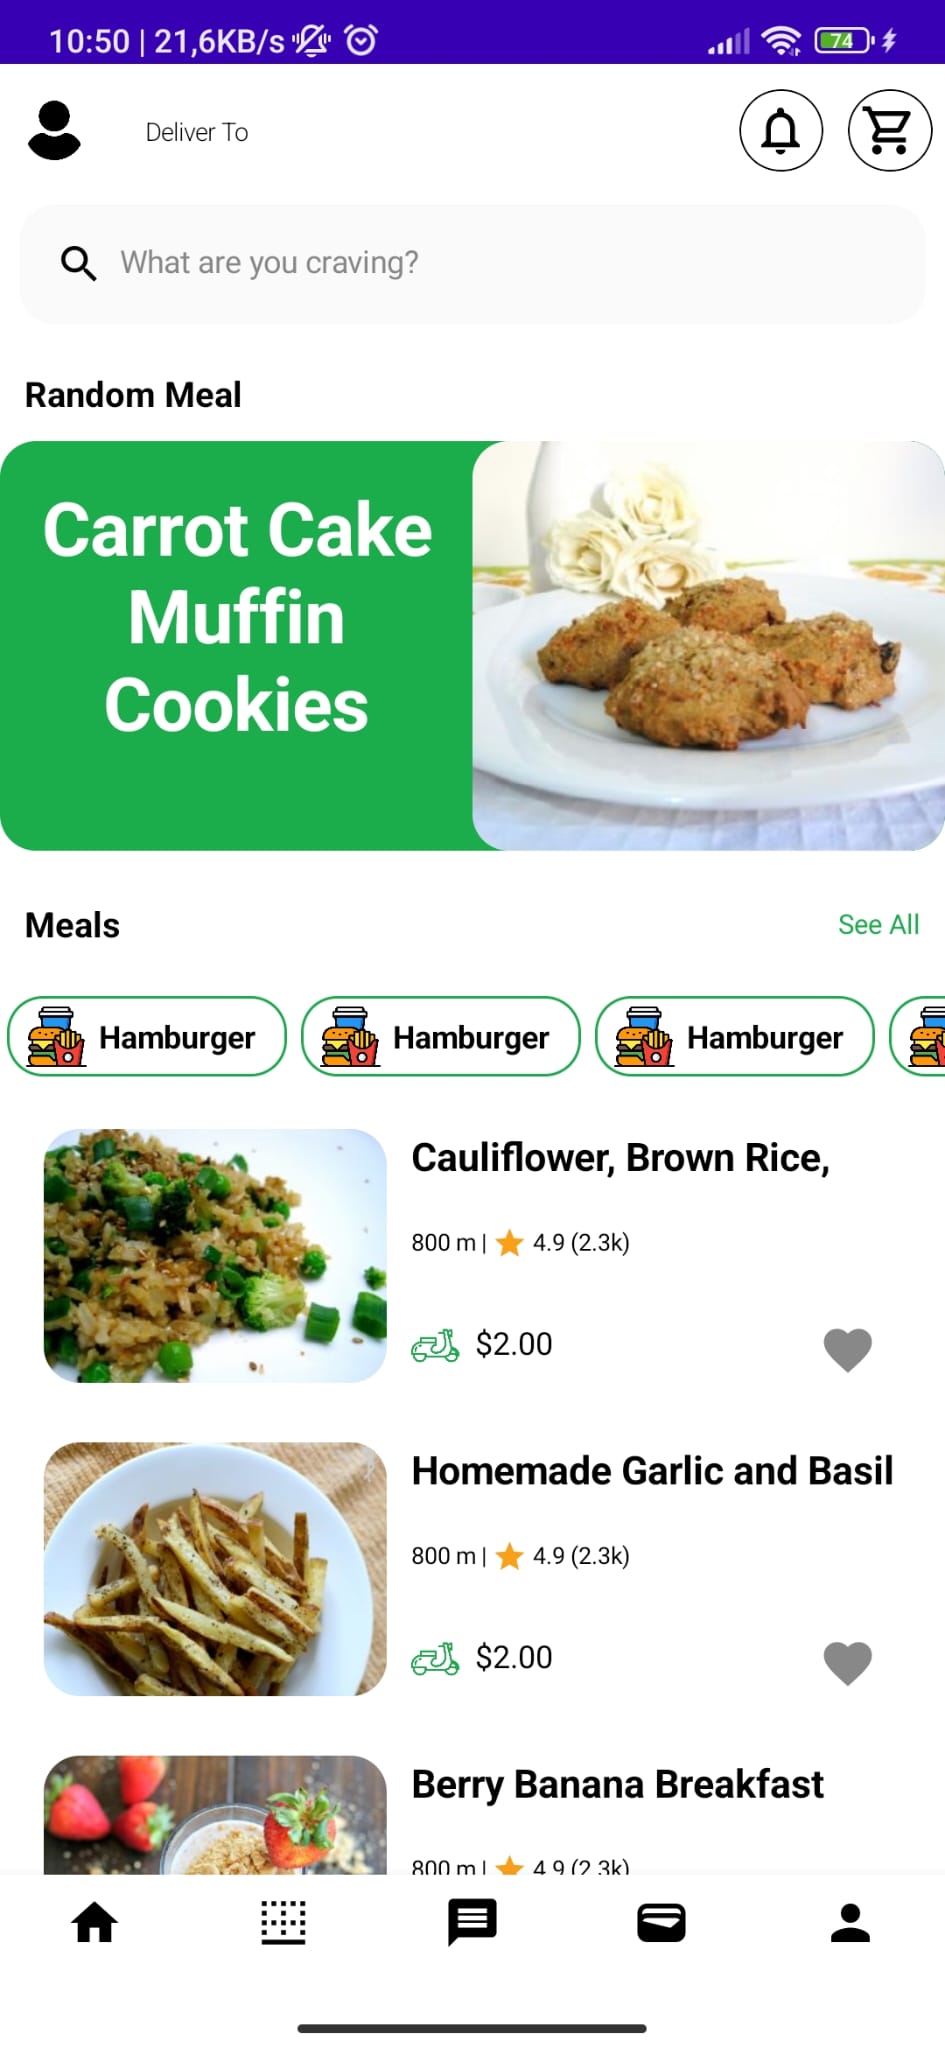 10:50 | 21,6KB/s
74
Deliver To
What are you craving?
Random Meal
Carrot Cake
Muffin
Cookies
Meals
See All
Hamburger
Hamburger
Hamburger
Cauliflower, Brown Rice,
800 m | 4.9 (2.3k)
$2.00
Homemade Garlic and Basil
800 m | 4.9 (2.3k)
$2.00
Berry Banana Breakfast
800 m | 4.9 (2.3k)